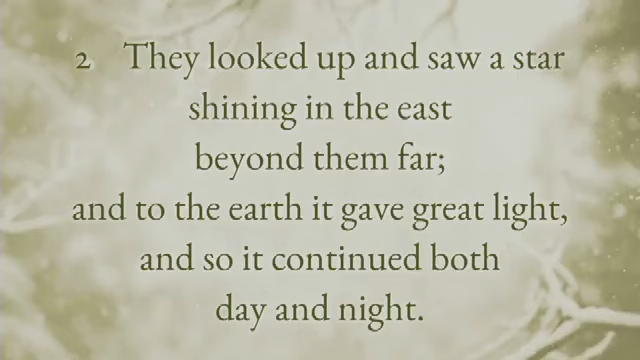 2 They looked up and saw a star
shining in the east
beyond them far;
and to the earth it gave great light,
and so it continued both
day and night.